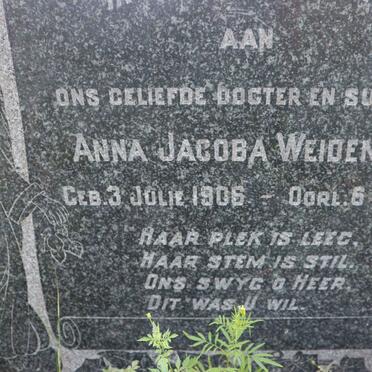 AAN
ONS GELIEFDE DOGTER EN SU
ANNA JACOBA WEIDEN
GEB. 3 JULIE 1906 - OORL. 6
HAAR PLEK IS LEEG,
HAAR STEM IS STIL.
ONS SWYG O HEER,
DIT WAS U WIL.